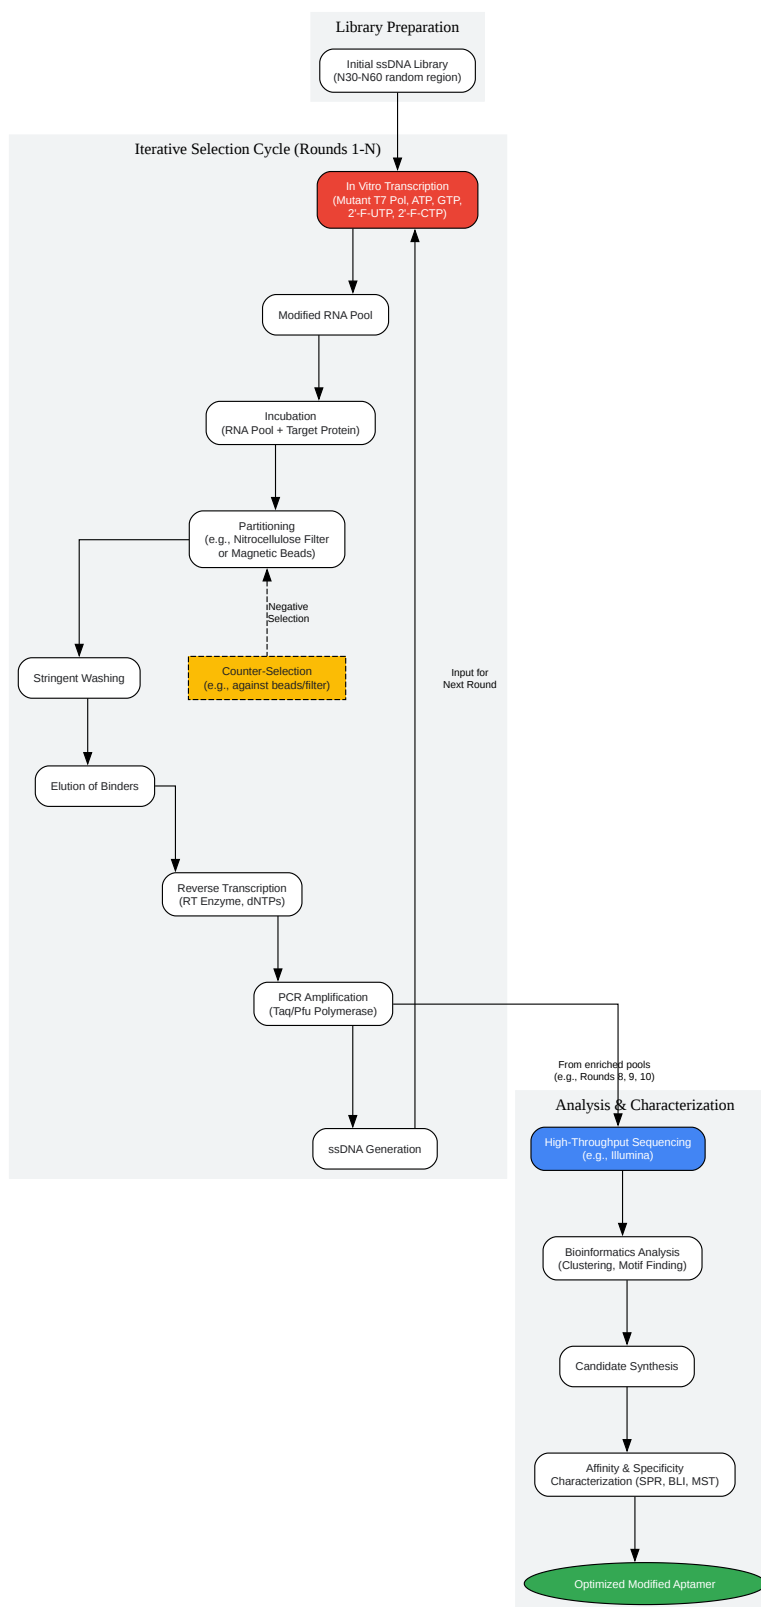 Library Preparation
Initial ssDNA Library
(N30-N60 random region)
Iterative Selection Cycle (Rounds 1-N)
In Vitro Transcription
(Mutant T7 Pol, ATP, GTP,
2'-F-UTP, 2'-F-CTP)
Modified RNA Pool
Incubation
(RNA Pool + Target Protein)
Partitioning
(e.g., Nitrocellulose Filter
or Magnetic Beads)
Negative
Selection
Counter-Selection
(e.g., against beads/filter)
Stringent Washing
Input for
Next Round
Elution of Binders
Reverse Transcription
(RT Enzyme, dNTPs)
PCR Amplification
(Taq/Pfu Polymerase)
ssDNA Generation
From enriched pools
(e.g., Rounds 8, 9, 10)
Analysis & Characterization
High-Throughput Sequencing
(e.g., Illumina)
Bioinformatics Analysis
(Clustering, Motif Finding)
Candidate Synthesis
Affinity & Specificity
Characterization (SPR, BLI, MST)
Optimized Modified Aptamer